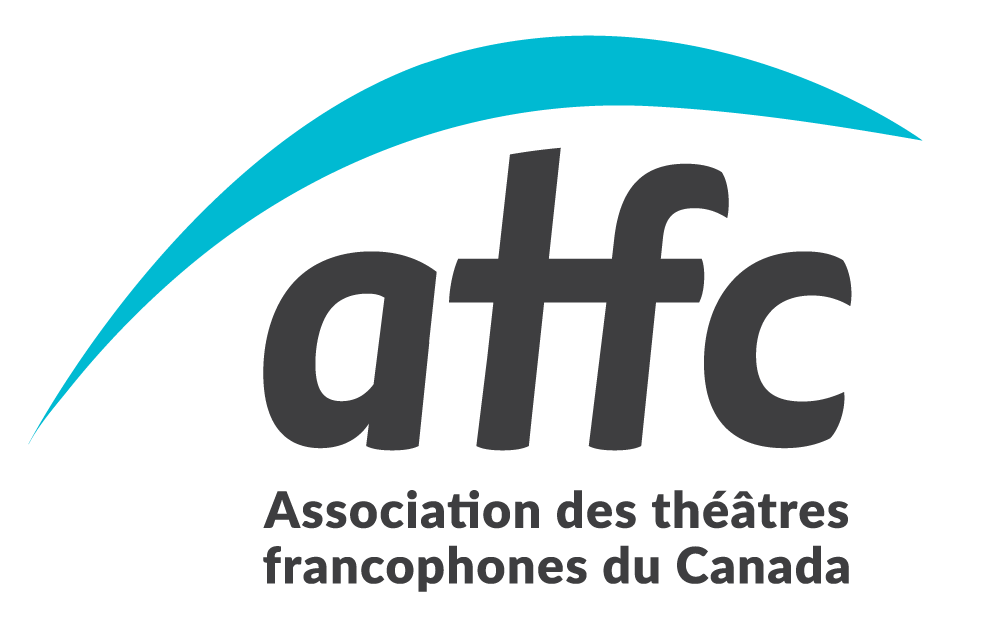 atfc
Association des théâtres
francophones du Canada